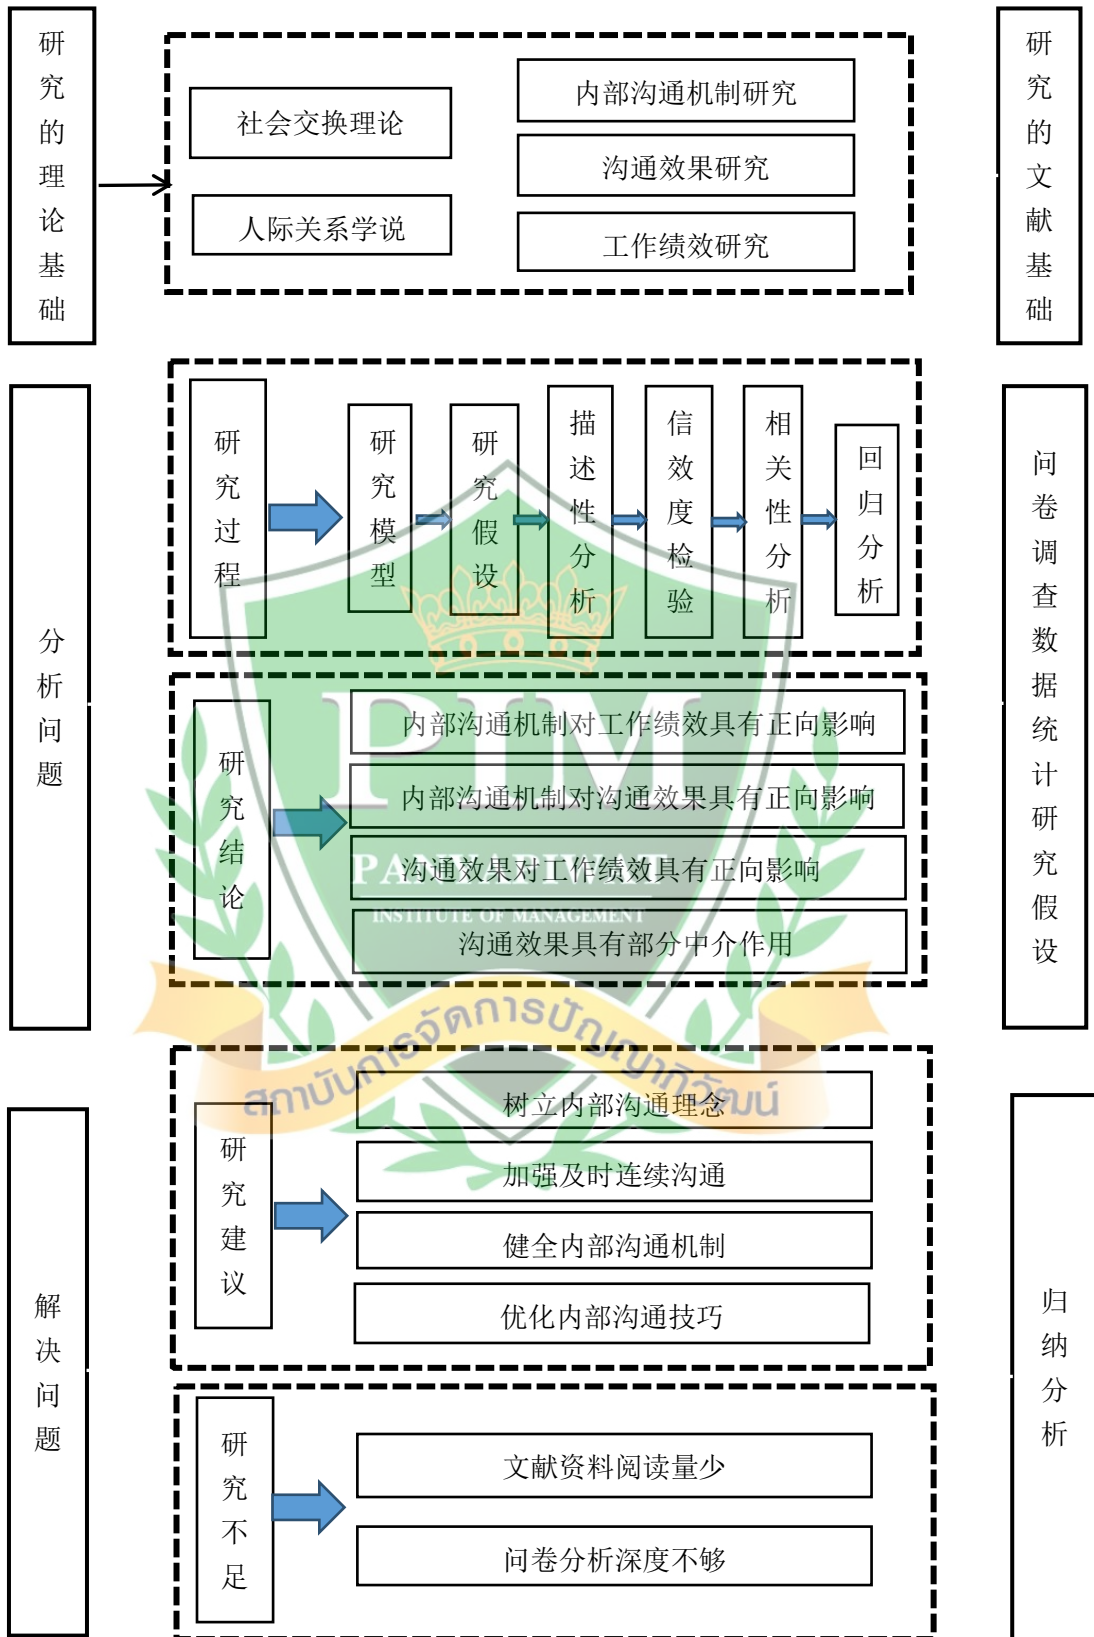 研究的理论基础
社会交换理论
人际关系学说
内部沟通机制研究
沟通效果研究
工作绩效研究
研究的文献基础
分析问题
研究过程
研究模型
研究假设
描述性分析
信效度检验
相关性分析
回归分析
问卷调查数据统计研究假设
研究结论
内部沟通机制对工作绩效具有正向影响
内部沟通机制对沟通效果具有正向影响
沟通效果对工作绩效具有正向影响
沟通效果具有部分中介作用
PIM
PANYAPIWAT
INSTITUTE OF MANAGEMENT
สถาบันการจัดการปัญญาภิวัฒน์
解决问题
研究建议
树立内部沟通理念
加强及时连续沟通
健全内部沟通机制
优化内部沟通技巧
归纳分析
研究不足
文献资料阅读量少
问卷分析深度不够